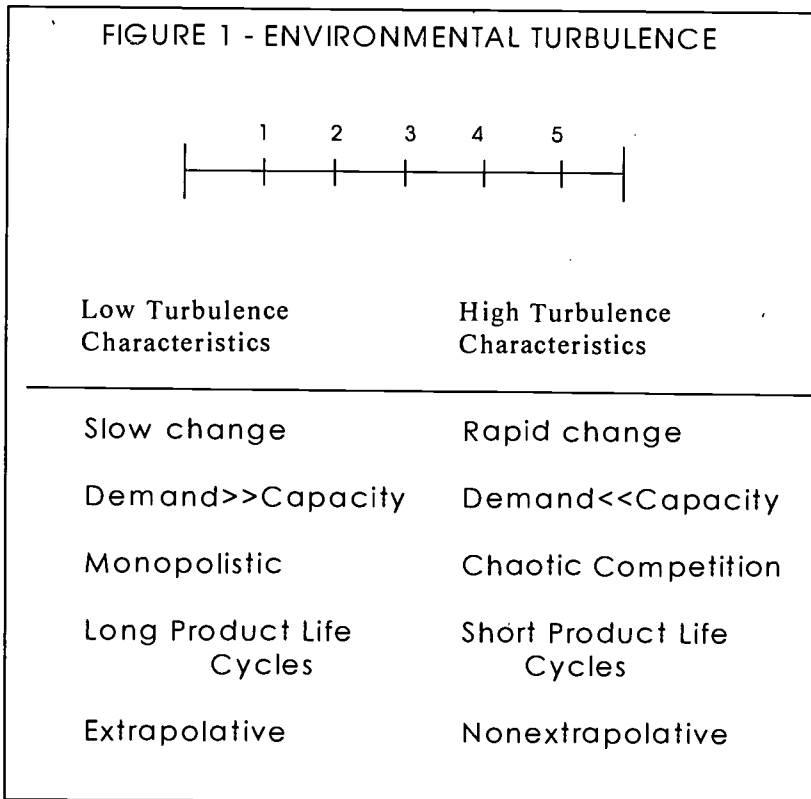 FIGURE 1 - ENVIRONMENTAL TURBULENCE
1 2 3 4 5
Low Turbulence
Characteristics
High Turbulence
Characteristics
Slow change
Rapid change
Demand>>Capacity
Demand<<Capacity
Monopolistic
Chaotic Competition
Long Product Life
Cycles
Short Product Life
Cycles
Extrapolative
Nonextrapolative